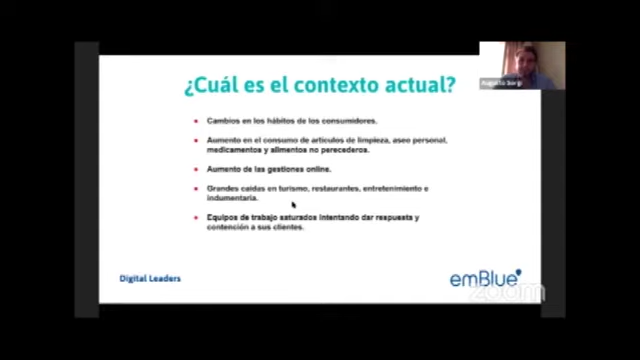 ¿Cuál es el contexto actual?
Augusto Sorgi
Cambios en los hábitos de los consumidores.
Aumento en el consumo de artículos de limpieza, aseo personal,
medicamentos y alimentos no perecederos.
Aumento de las gestiones online.
Grandes caídas en turismo, restaurantes, entretenimiento e
indumentaria.
Equipos de trabajo saturados intentando dar respuesta y
contención a sus clientes.
Digital Leaders
emBlue
zoom